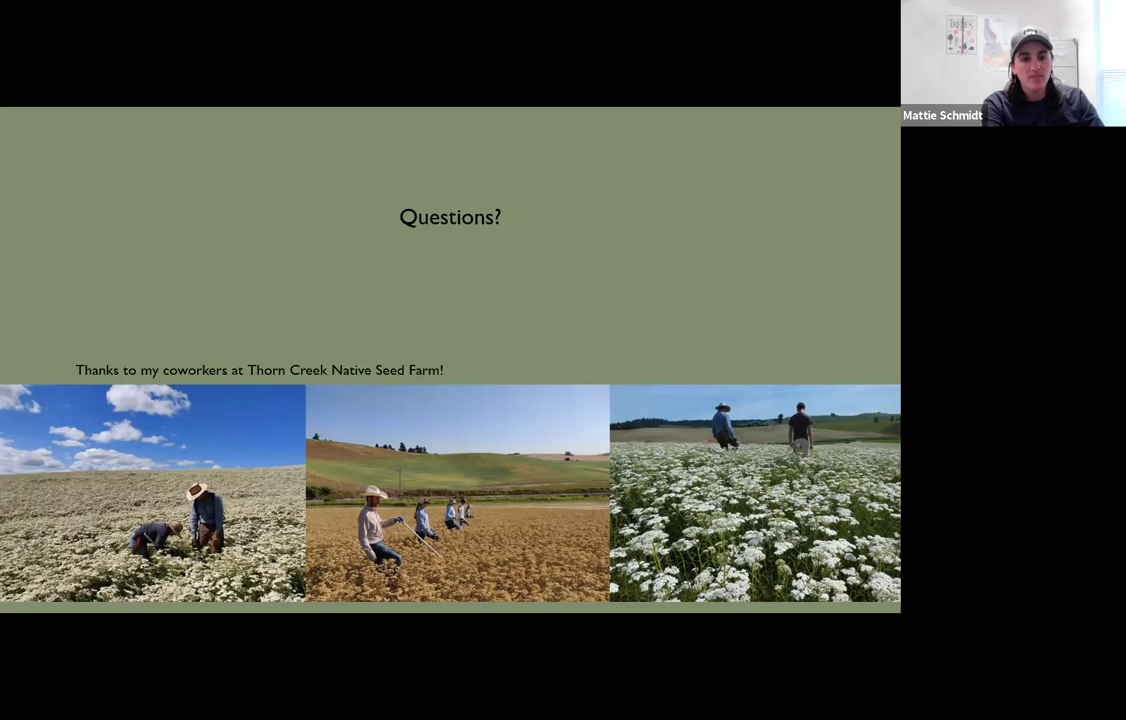 Mattie Schmidt
Questions?
Thanks to my coworkers at Thorn Creek Native Seed Farm!